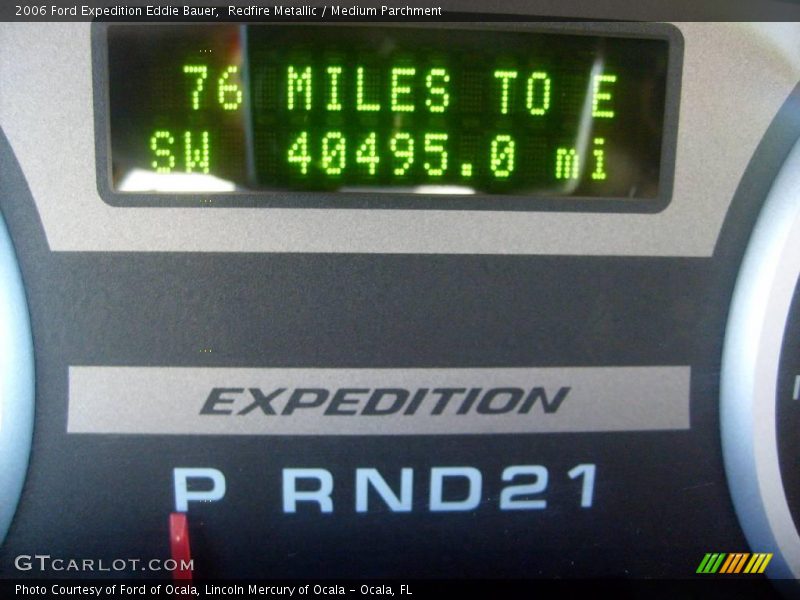 2006 Ford Expedition Eddie Bauer, Redfire Metallic / Medium Parchment
76 MILES TO E
SW 40495.0 mi
EXPEDITION
P RND21
GTCARLOT.COM
Photo Courtesy of Ford of Ocala, Lincoln Mercury of Ocala - Ocala, FL